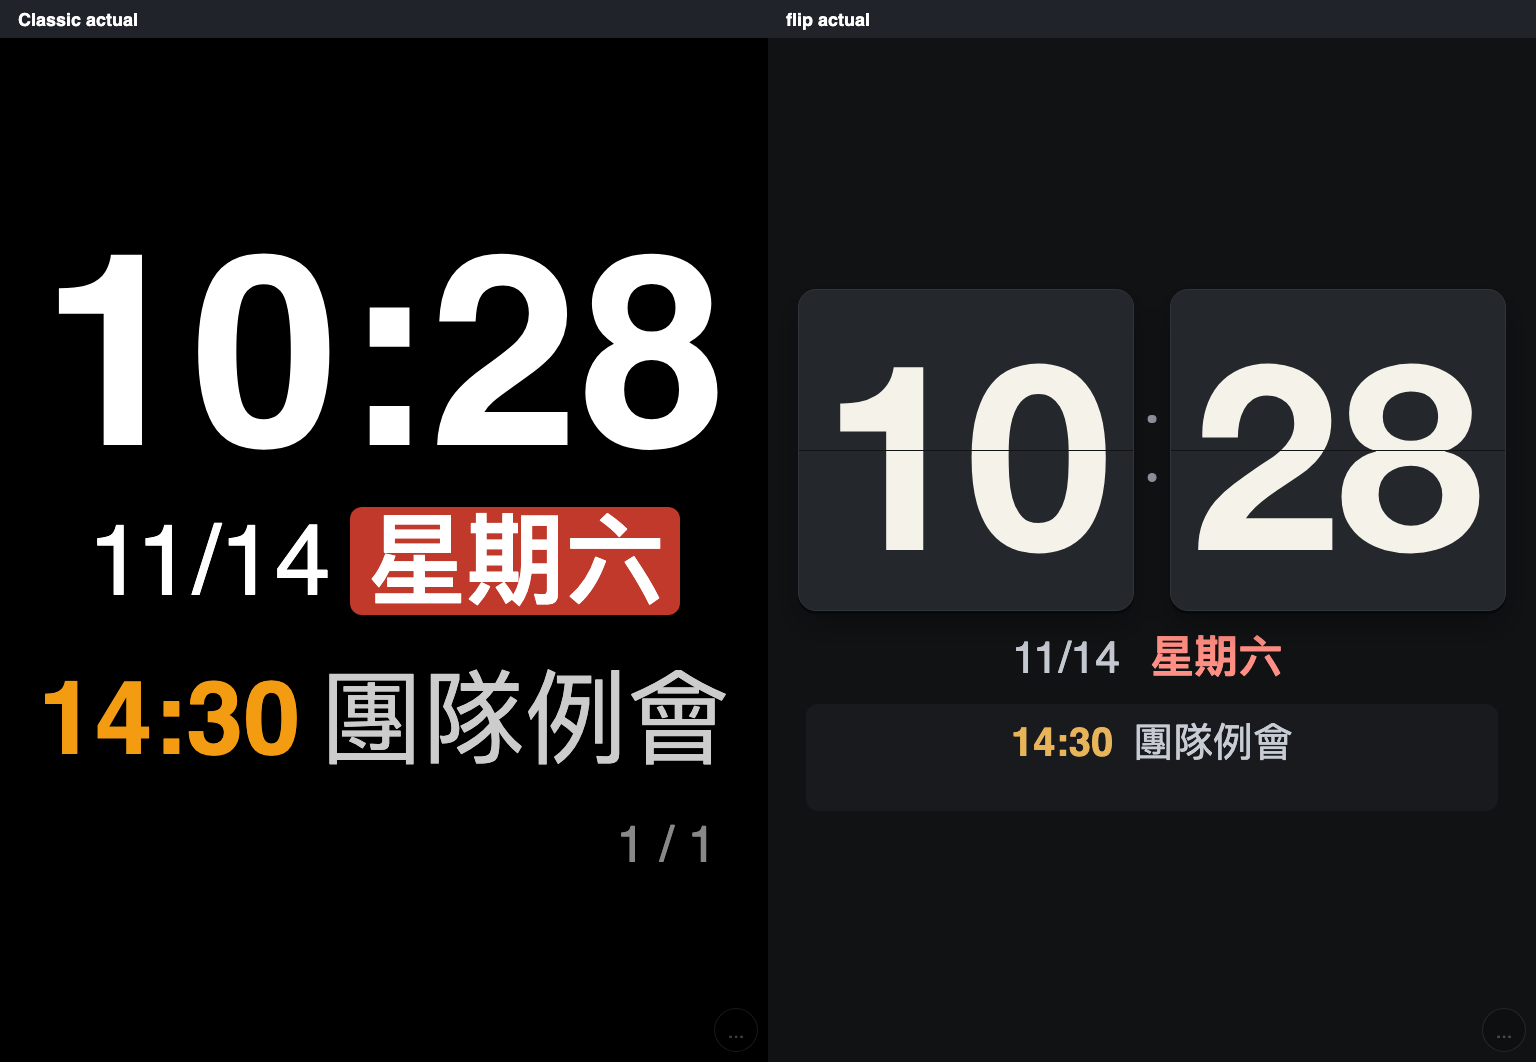 Classic actual
10:28
11/14 星期六
14:30 團隊例會
1 / 1
...
flip actual
10:28
11/14 星期六
14:30 團隊例會
...